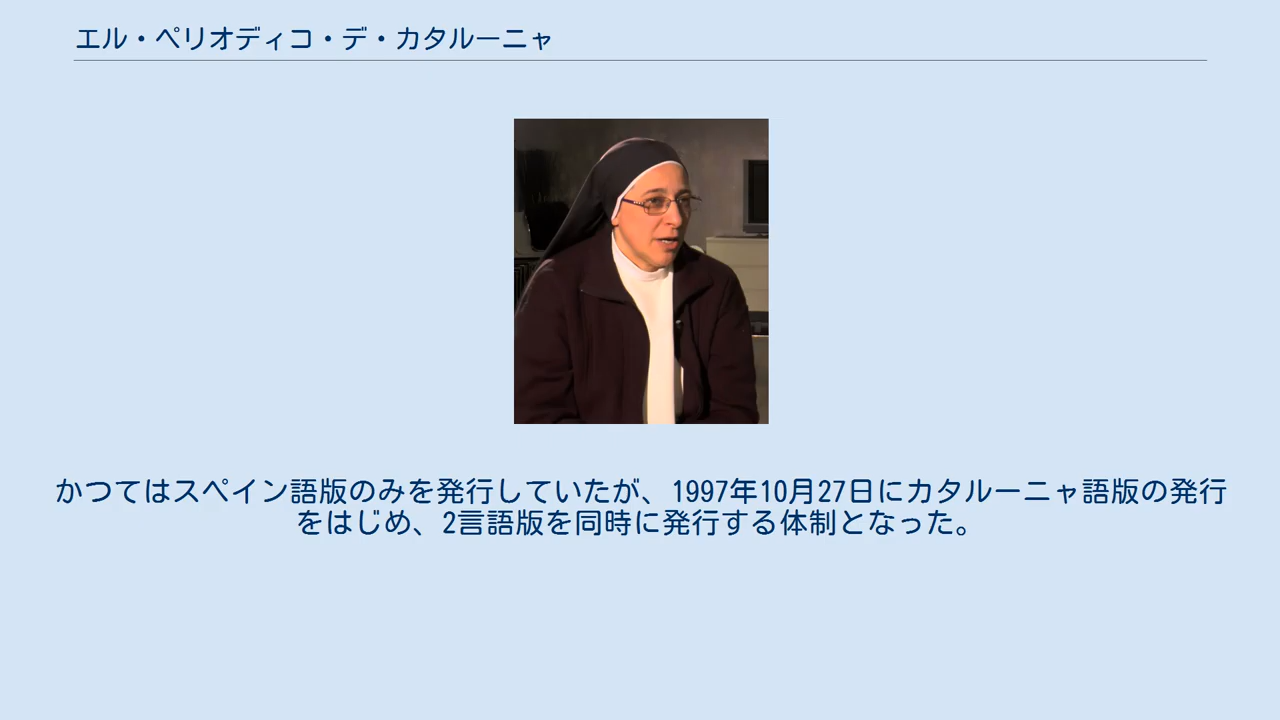 エル・ペリオディコ・デ・カタルーニャ
かつてはスペイン語版のみを発行していたが、1997年10月27日にカタルーニャ語版の発行
をはじめ、2言語版を同時に発行する体制となった。